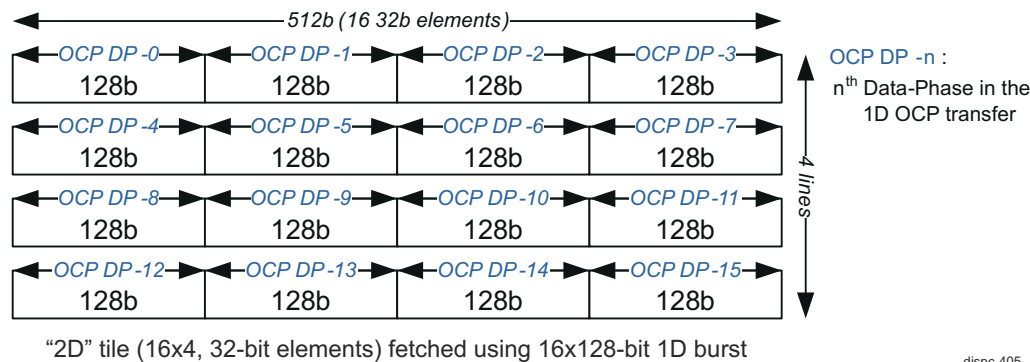 512b (16 32b elements)
OCP DP -0 OCP DP -1 OCP DP -2 OCP DP -3
128b 128b 128b 128b
OCP DP -4 OCP DP -5 OCP DP -6 OCP DP -7
128b 128b 128b 128b
OCP DP -8 OCP DP -9 OCP DP -10 OCP DP -11
128b 128b 128b 128b
OCP DP -12 OCP DP -13 OCP DP -14 OCP DP -15
128b 128b 128b 128b
4 lines
OCP DP -n :
nth Data-Phase in the
1D OCP transfer
“2D” tile (16x4, 32-bit elements) fetched using 16x128-bit 1D burst
dispc 405